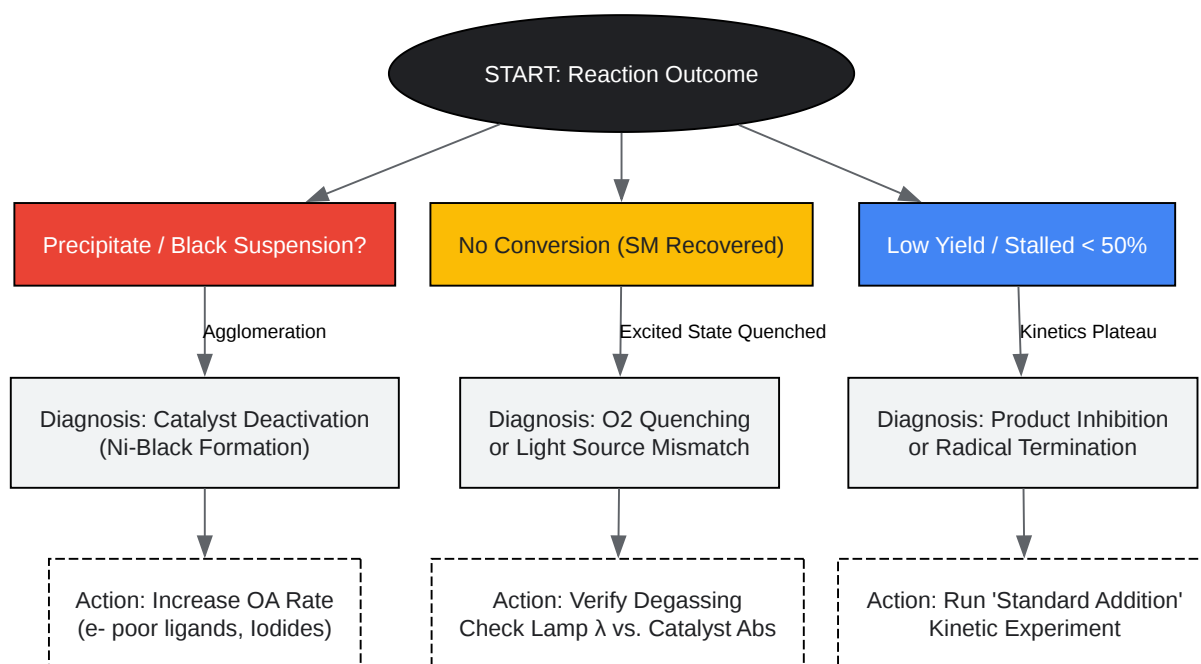 START: Reaction Outcome
Precipitate / Black Suspension?
No Conversion (SM Recovered)
Low Yield / Stalled < 50%
Agglomeration
Excited State Quenched
Kinetics Plateau
Diagnosis: Catalyst Deactivation
(Ni-Black Formation)
Diagnosis: O2 Quenching
or Light Source Mismatch
Diagnosis: Product Inhibition
or Radical Termination
Action: Increase OA Rate
(e- poor ligands, Iodides)
Action: Verify Degassing
Check Lamp λ vs. Catalyst Abs
Action: Run 'Standard Addition'
Kinetic Experiment